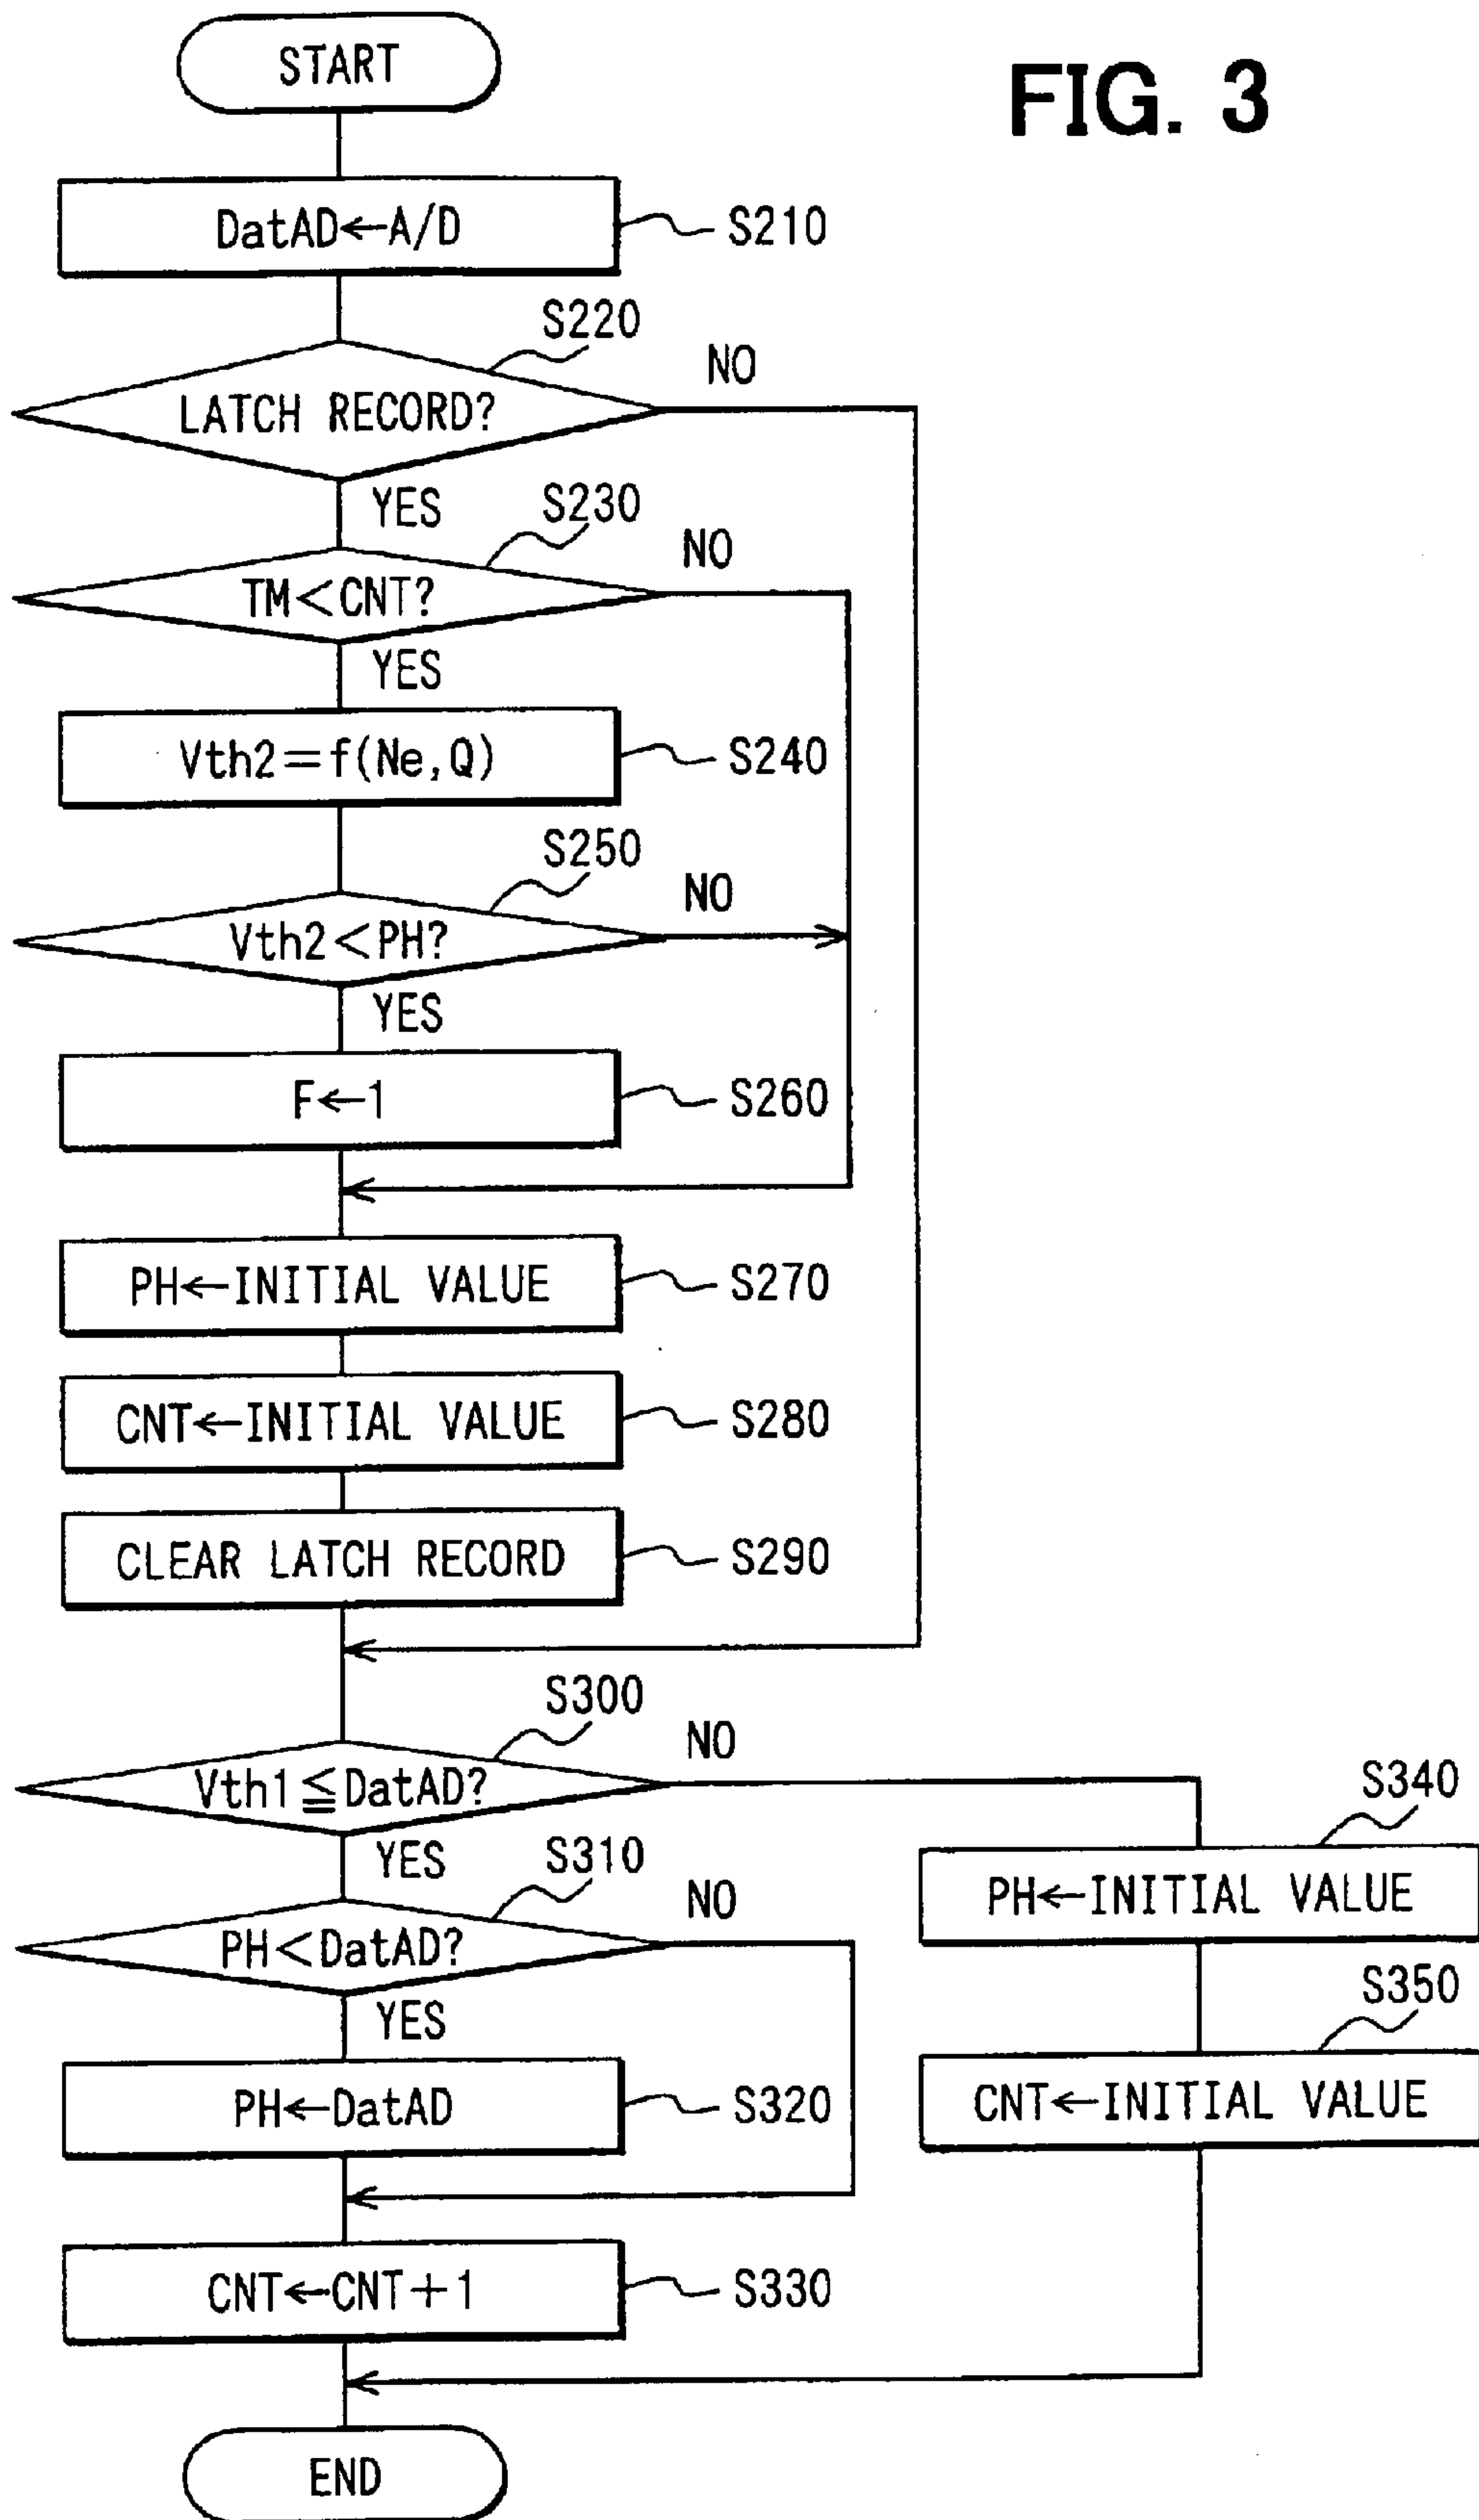 START
FIG. 3
DatAD←A/D
S210
S220
NO
LATCH RECORD?
YES
S230
NO
TM<CNT?
YES
Vth2=f(Ne,Q)
S240
S250
NO
Vth2<PH?
YES
F←1
S260
PH←INITIAL VALUE
S270
CNT←INITIAL VALUE
S280
CLEAR LATCH RECORD
S290
S300
NO
Vth1≦DatAD?
YES
S340
PH←INITIAL VALUE
S310
NO
PH<DatAD?
YES
S350
CNT←INITIAL VALUE
PH←DatAD
S320
CNT←CNT+1
S330
END